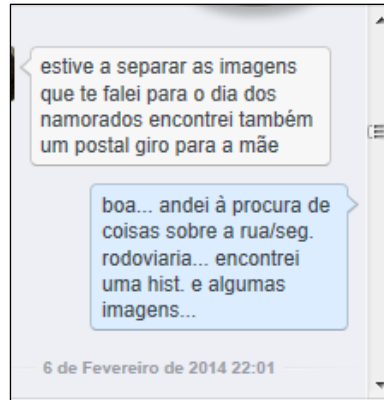 estive a separar as imagens
que te falei para o dia dos
namorados encontrei também
um postal giro para a mãe
boa... andei à procura de
coisas sobre a rua/seg.
rodoviaria... encontrei
uma hist. e algumas
imagens...
6 de Fevereiro de 2014 22:01